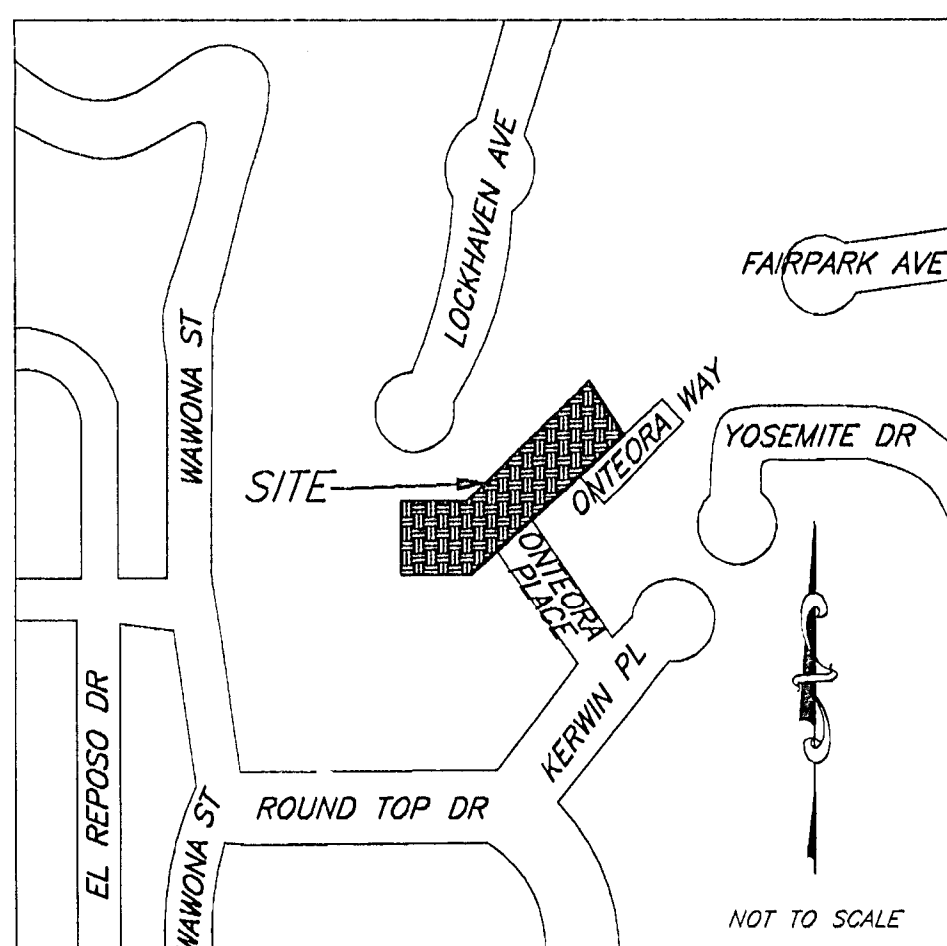 LOCKHAVEN AVE
FAIRPARK AVE
WAWONA ST
ONTEORA WAY
YOSEMITE DR
SITE
ONTEORA
PLACE
KERWIN PL
EL REPOSO DR
ROUND TOP DR
WAWONA ST
NOT TO SCALE